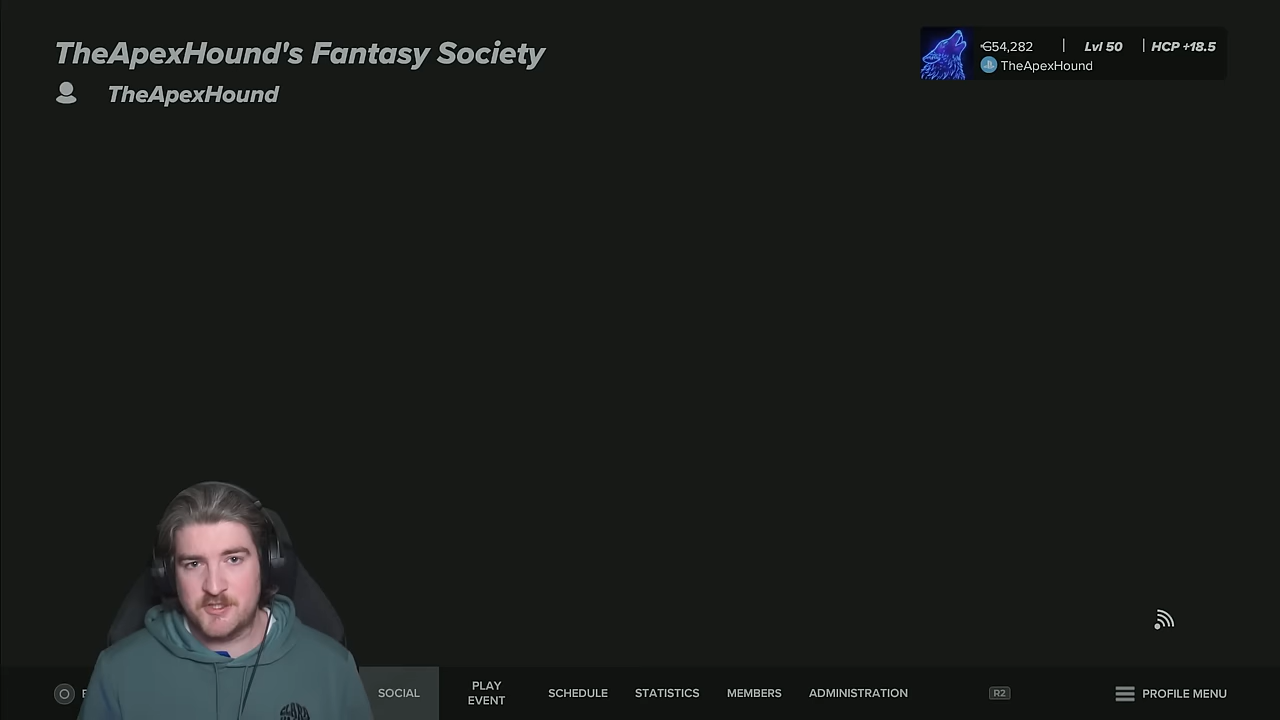 TheApexHound's Fantasy Society
TheApexHound
G54,282 | Lvl 50 | HCP +18.5
TheApexHound
SOCIAL
PLAY
EVENT
SCHEDULE
STATISTICS
MEMBERS
ADMINISTRATION
R2
PROFILE MENU